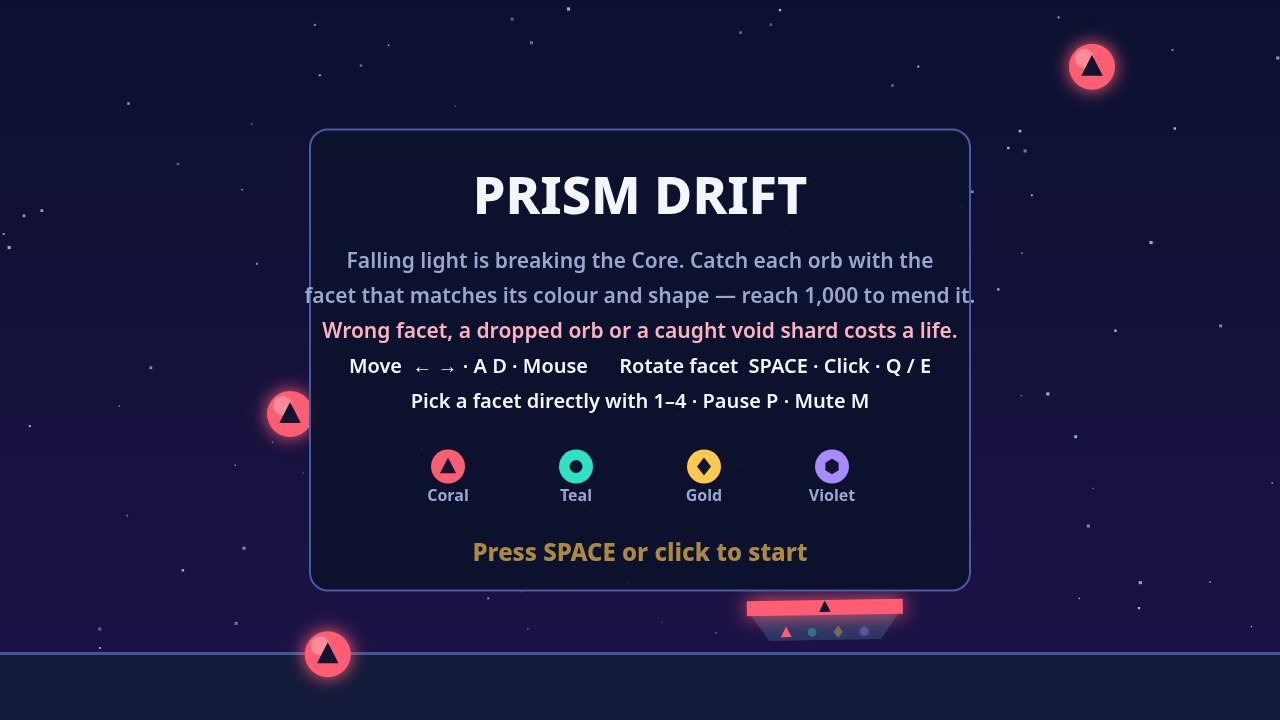 PRISM DRIFT
Falling light is breaking the Core. Catch each orb with the
facet that matches its colour and shape — reach 1,000 to mend it.
Wrong facet, a dropped orb or a caught void shard costs a life.
Move ← → · A D · Mouse Rotate facet SPACE · Click · Q / E
Pick a facet directly with 1–4 · Pause P · Mute M
Coral Teal Gold Violet
Press SPACE or click to start